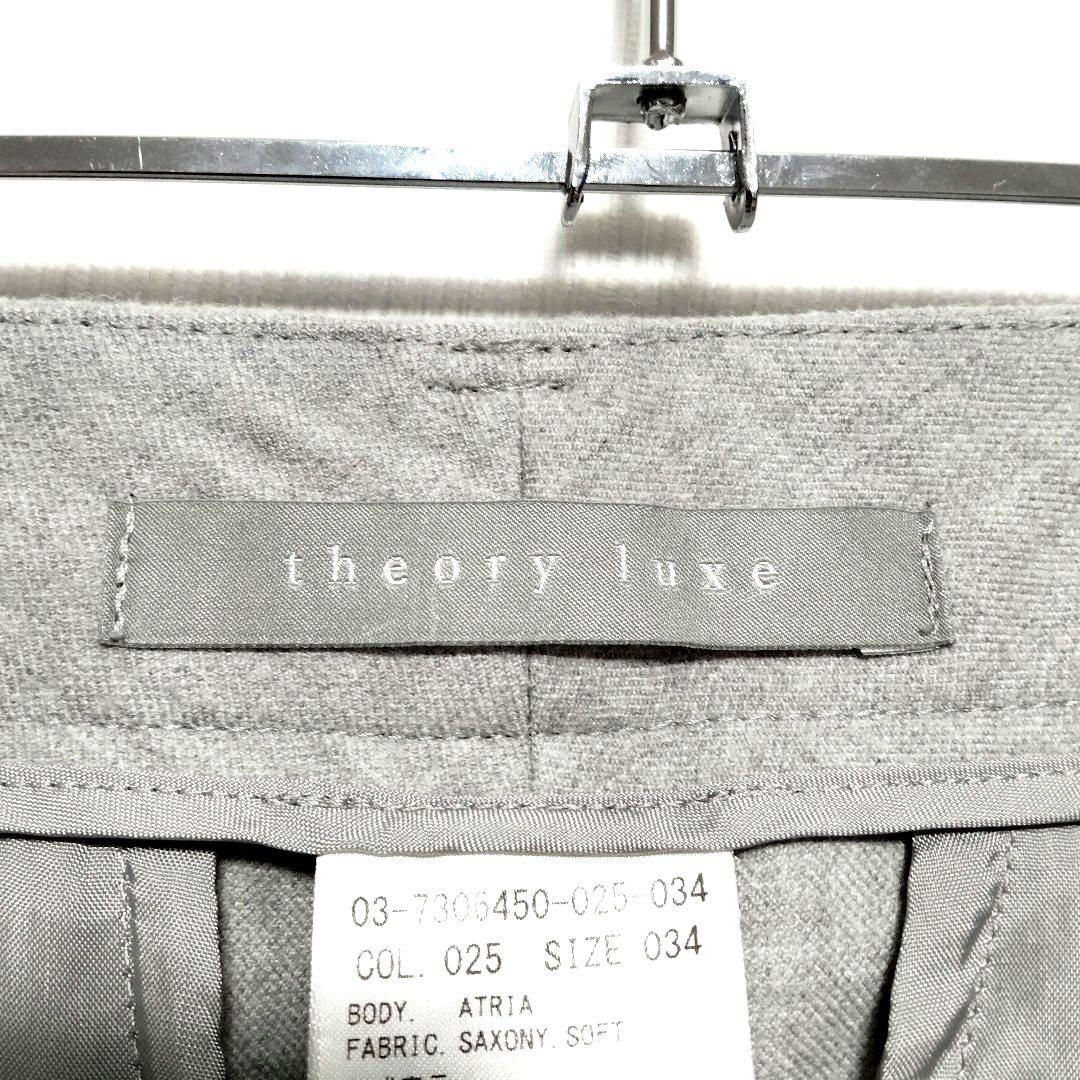 theory luxe
03-7306450-025-034
COL. 025 SIZE 034
BODY. ATRIA
FABRIC. SAXONY. SOFT